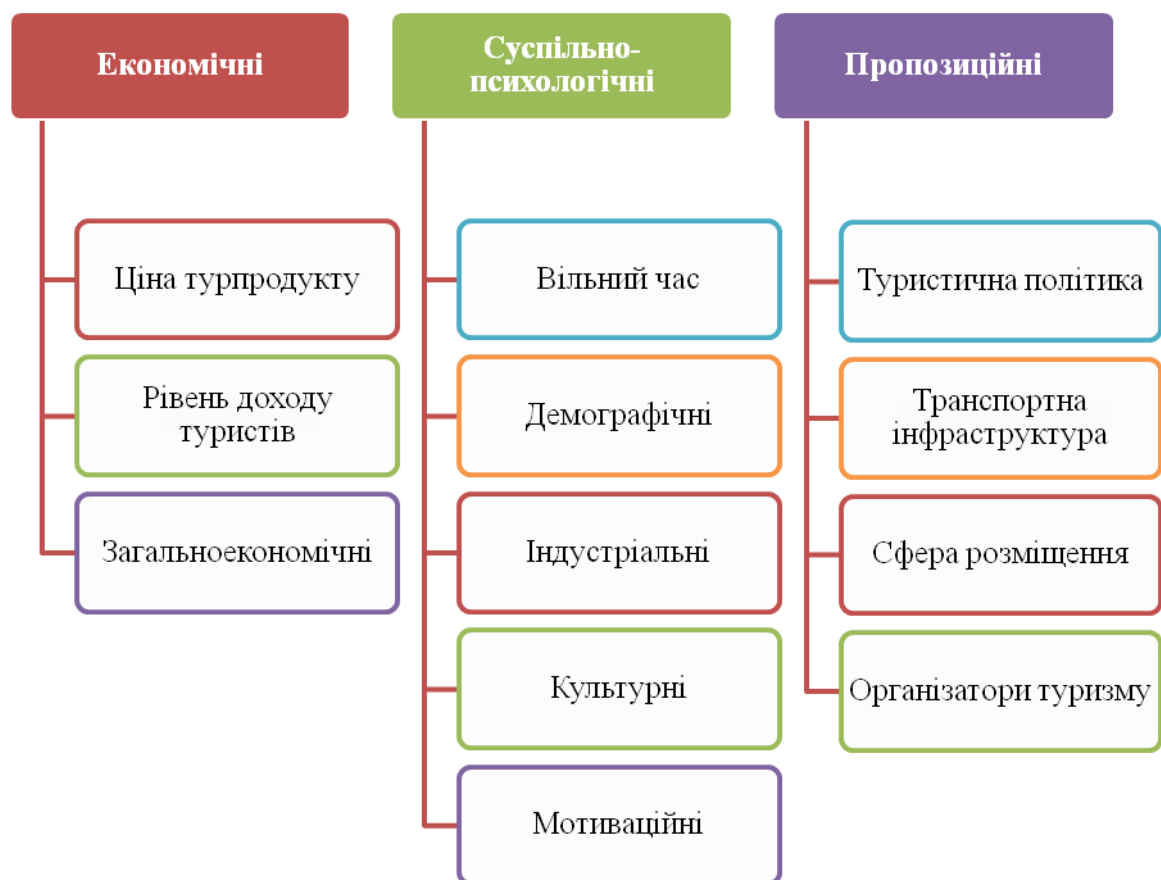 Економічні
Ціна турпродукту
Рівень доходу
туристів
Загальноекономічні
Суспільно-
психологічні
Вільний час
Демографічні
Індустріальні
Культурні
Мотиваційні
Пропозиційні
Туристична політика
Транспортна
інфраструктура
Сфера розміщення
Організатори туризму